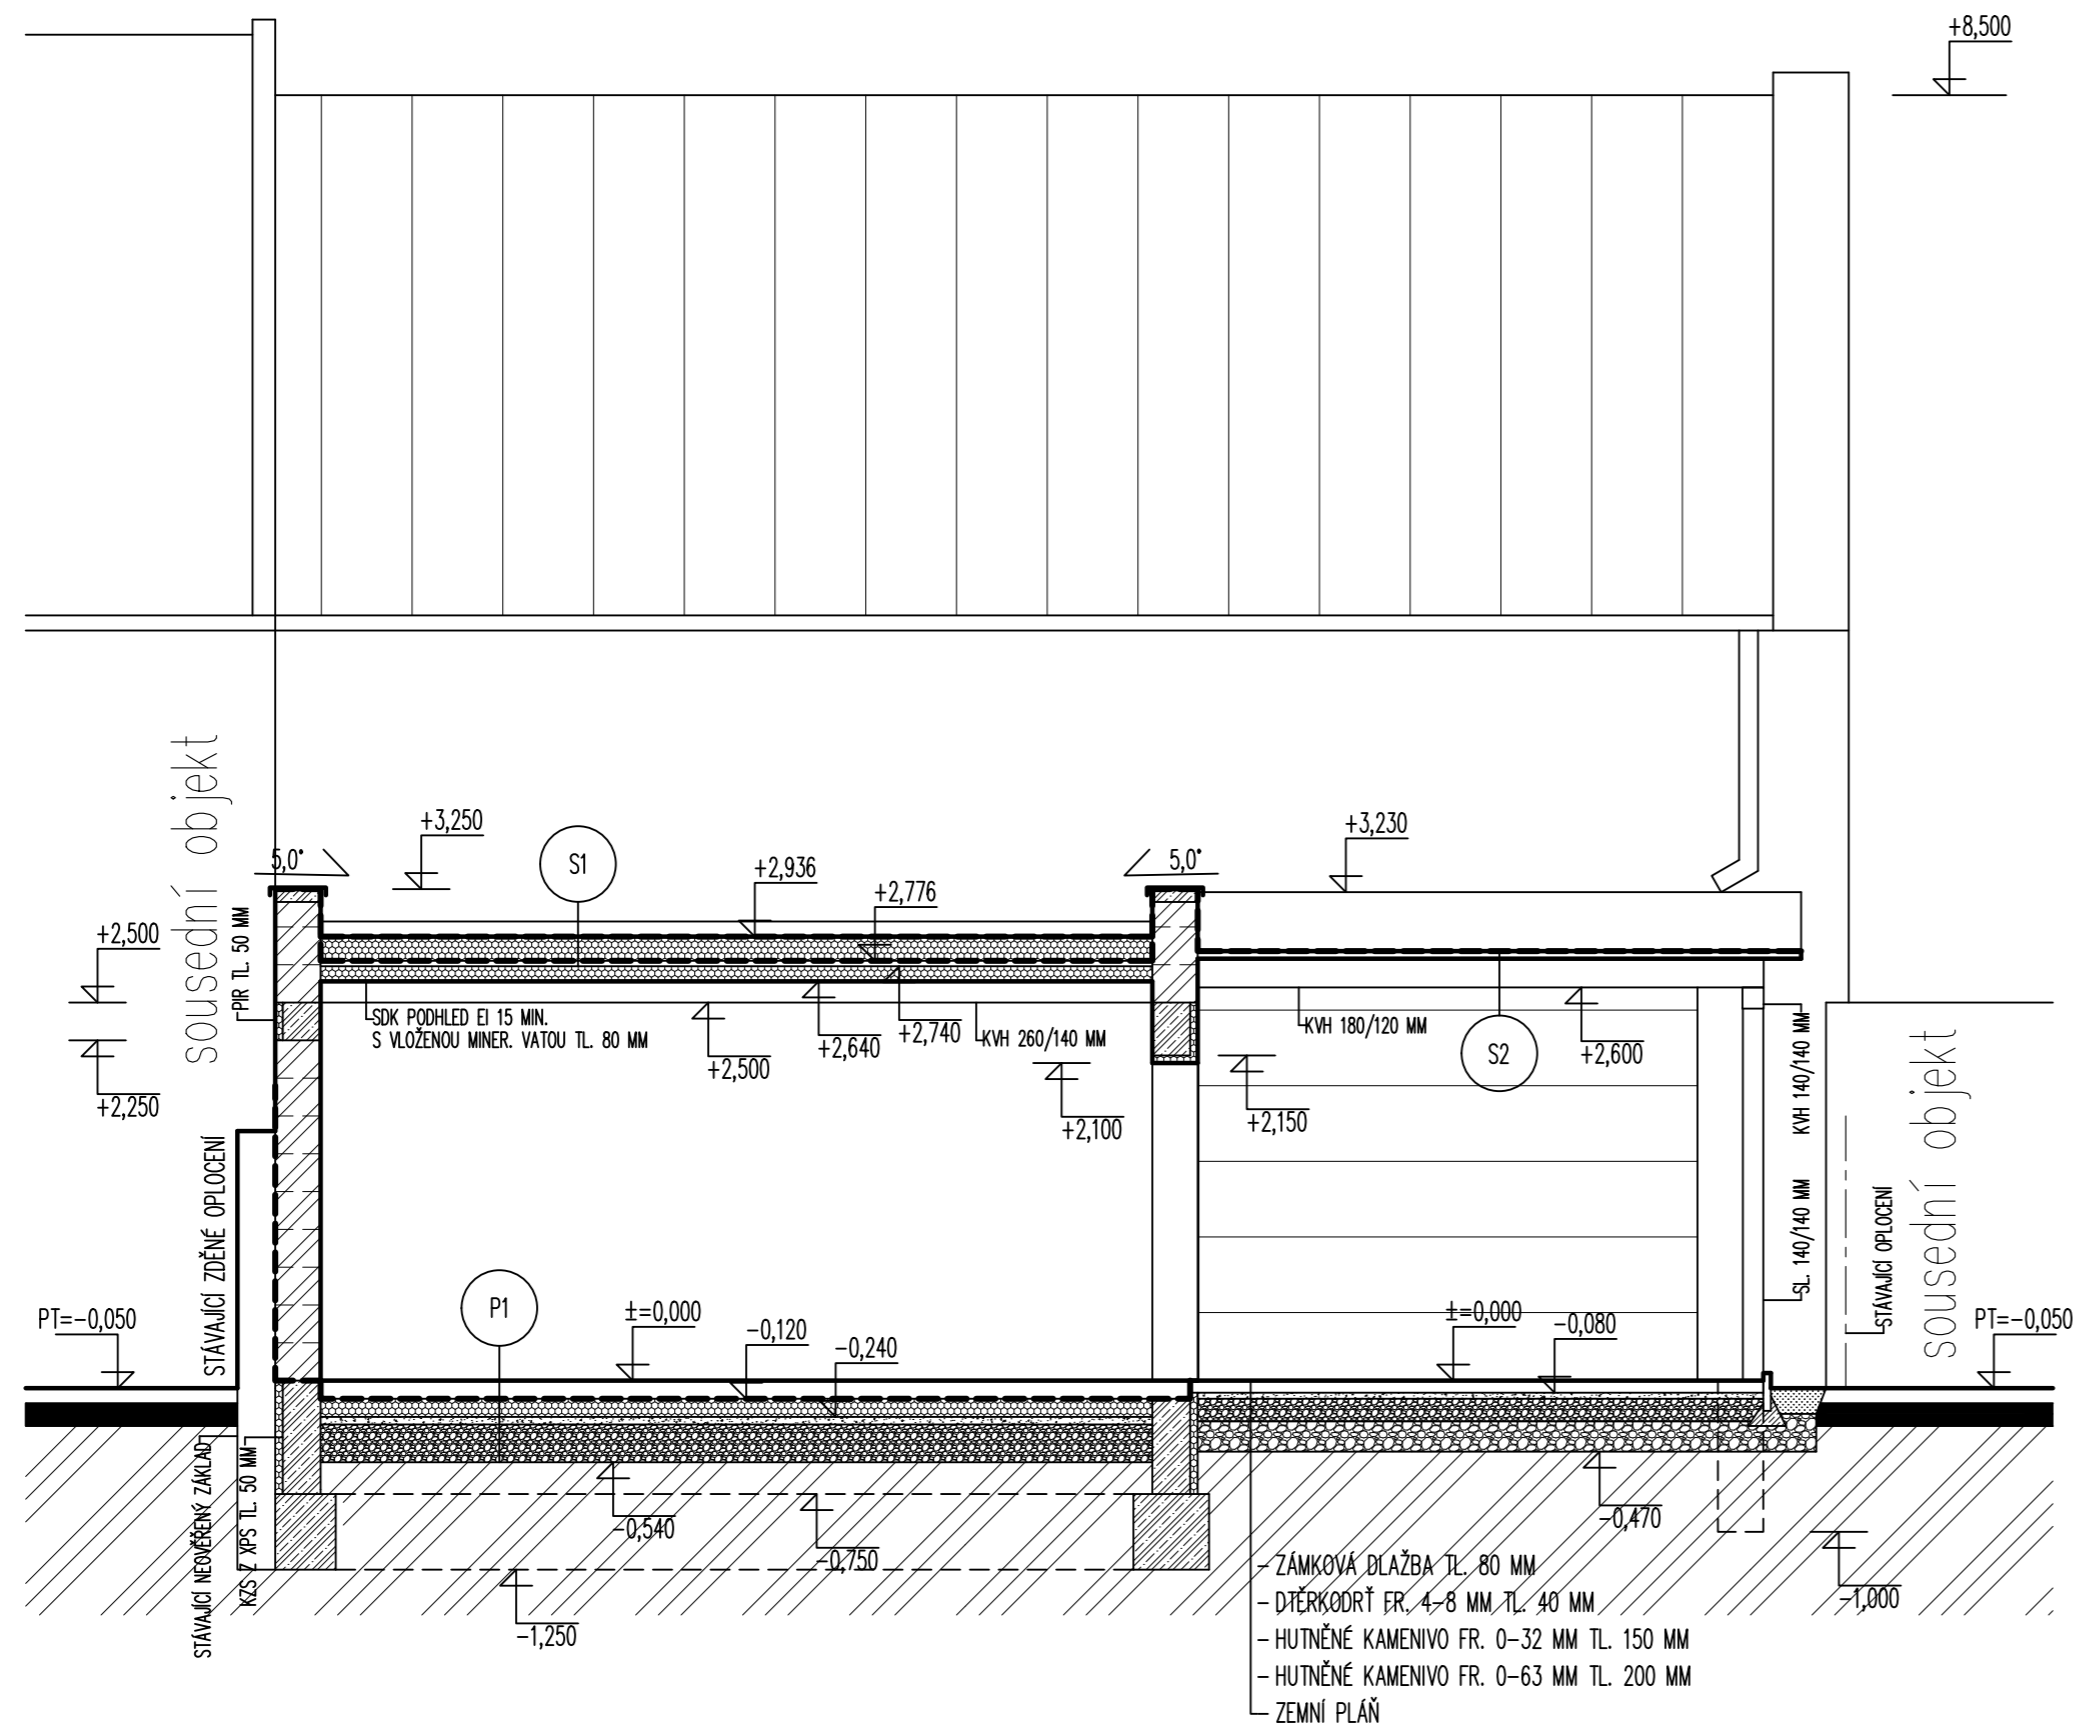 +8,500
sousední objekt
+3,250
+3,230
5,0°
S1
5,0°
+2,936
+2,776
+2,500
PIR TL. 50 MM
SDK PODHLED EI 15 MIN.
S VLOŽENOU MINER. VATOU TL. 80 MM
+2,500
+2,640
+2,740
KVH 260/140 MM
KVH 180/120 MM
S2
+2,600
KVH 140/140 MM
+2,250
+2,100
+2,150
STÁVAJÍCÍ ZDĚNÉ OPLOCENÍ
SL. 140/140 MM
STÁVAJÍCÍ OPLOCENÍ
sousední objekt
PT=-0,050
P1
±=0,000
-0,120
-0,240
±=0,000
-0,080
PT=-0,050
STÁVAJÍCÍ NEOVĚŘENÝ ZÁKLAD
KZS Z XPS TL. 50 MM
-0,540
-0,750
-0,470
-1,000
-1,250
- ZÁMKOVÁ DLAŽBA TL. 80 MM
- DTĚRKODRŤ FR. 4-8 MM TL. 40 MM
- HUTNĚNÉ KAMENIVO FR. 0-32 MM TL. 150 MM
- HUTNĚNÉ KAMENIVO FR. 0-63 MM TL. 200 MM
- ZEMNÍ PLÁŇ